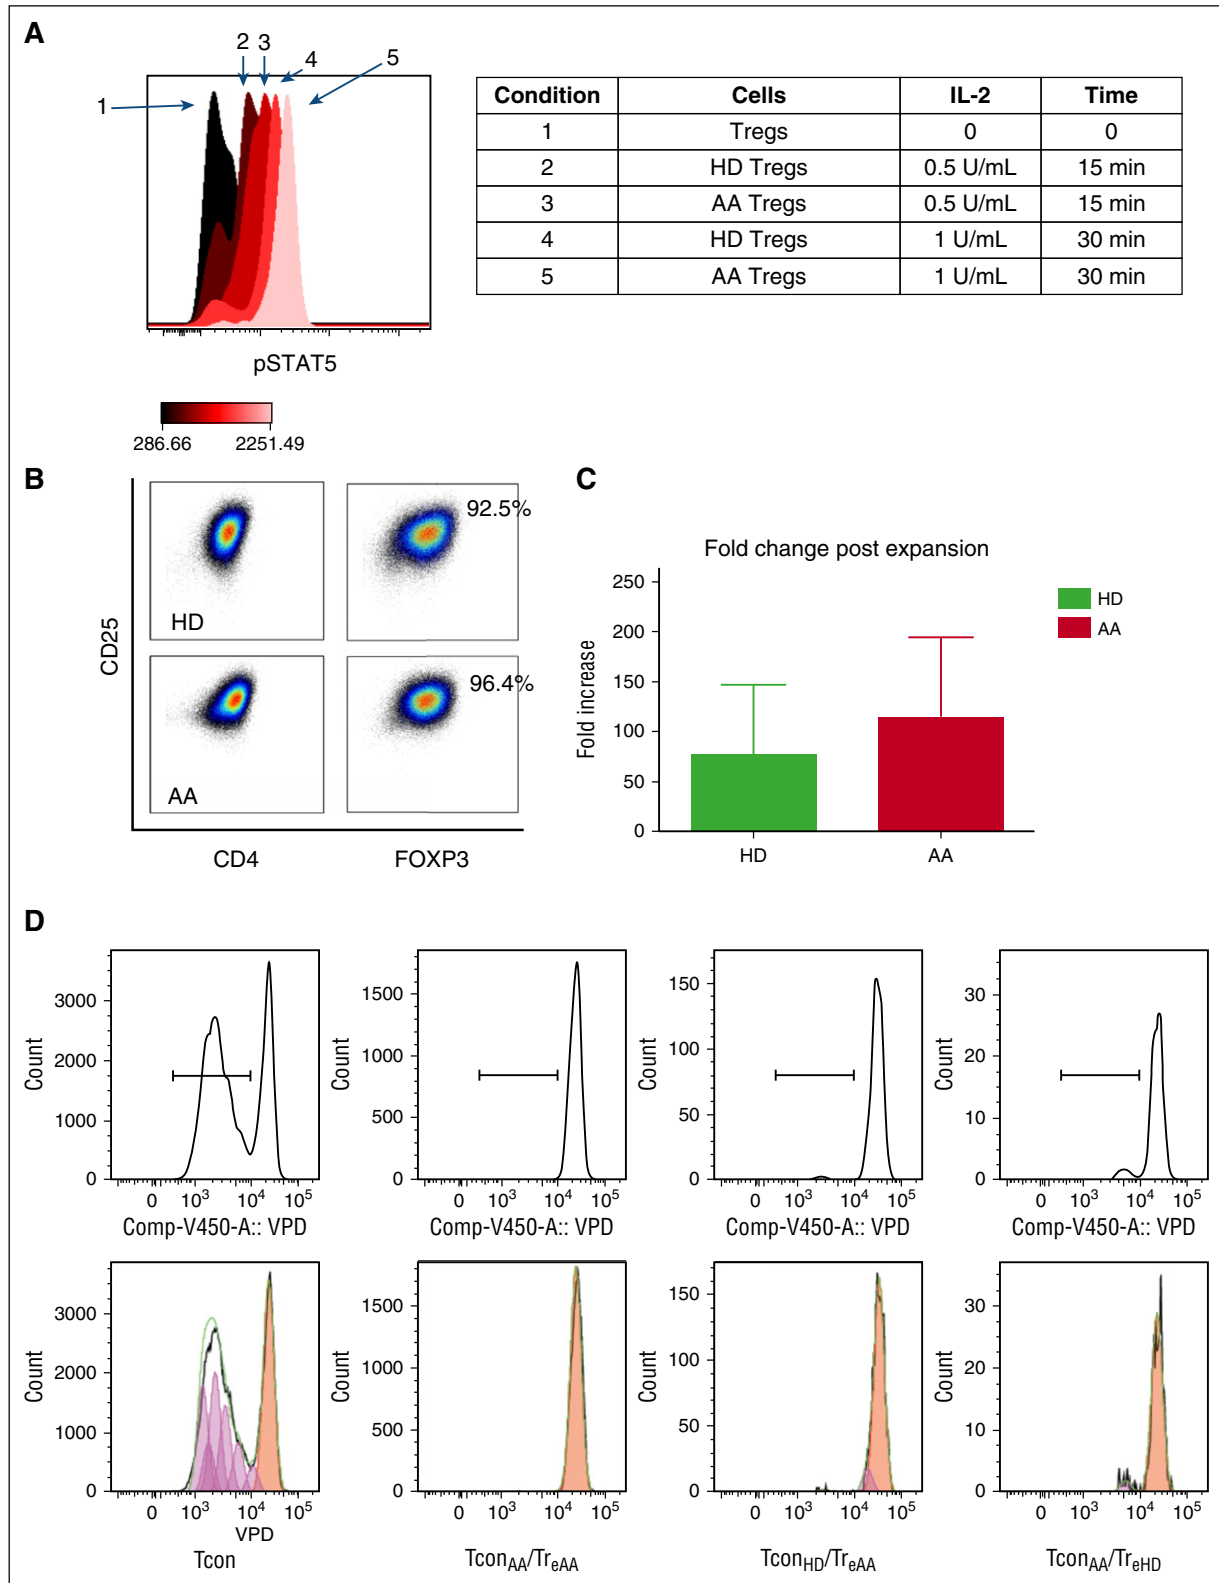 A
1
2
3
4
5
pSTAT5
286.66 2251.49
Condition Cells IL-2 Time
1 Tregs 0 0
2 HD Tregs 0.5 U/mL 15 min
3 AA Tregs 0.5 U/mL 15 min
4 HD Tregs 1 U/mL 30 min
5 AA Tregs 1 U/mL 30 min
B
CD25
HD
92.5%
AA
96.4%
CD4 FOXP3
C
Fold change post expansion
Fold increase
250
200
150
100
50
0
HD AA
HD
AA
D
Count
3000
2000
1000
0
0 10³ 10⁴ 10⁵
Comp-V450-A:: VPD
Count
1500
1000
500
0
0 10³ 10⁴ 10⁵
Comp-V450-A:: VPD
Count
150
100
50
0
0 10³ 10⁴ 10⁵
Comp-V450-A:: VPD
Count
30
20
10
0
0 10³ 10⁴ 10⁵
Comp-V450-A:: VPD
Count
3000
2000
1000
0
0 10³ 10⁴ 10⁵
VPD
Tcon
Count
1500
1000
500
0
0 10³ 10⁴ 10⁵
Tcon_AA/Tr_eAA
Count
150
100
50
0
0 10³ 10⁴ 10⁵
Tcon_HD/Tr_eAA
Count
30
20
10
0
0 10³ 10⁴ 10⁵
Tcon_AA/Tr_eHD